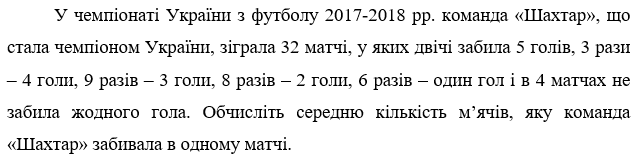 У чемпіонаті України з футболу 2017-2018 рр. команда «Шахтар», що
стала чемпіоном України, зіграла 32 матчі, у яких двічі забила 5 голів, 3 рази
– 4 голи, 9 разів – 3 голи, 8 разів – 2 голи, 6 разів – один гол і в 4 матчах не
забила жодного гола. Обчисліть середню кількість м’ячів, яку команда
«Шахтар» забивала в одному матчі.